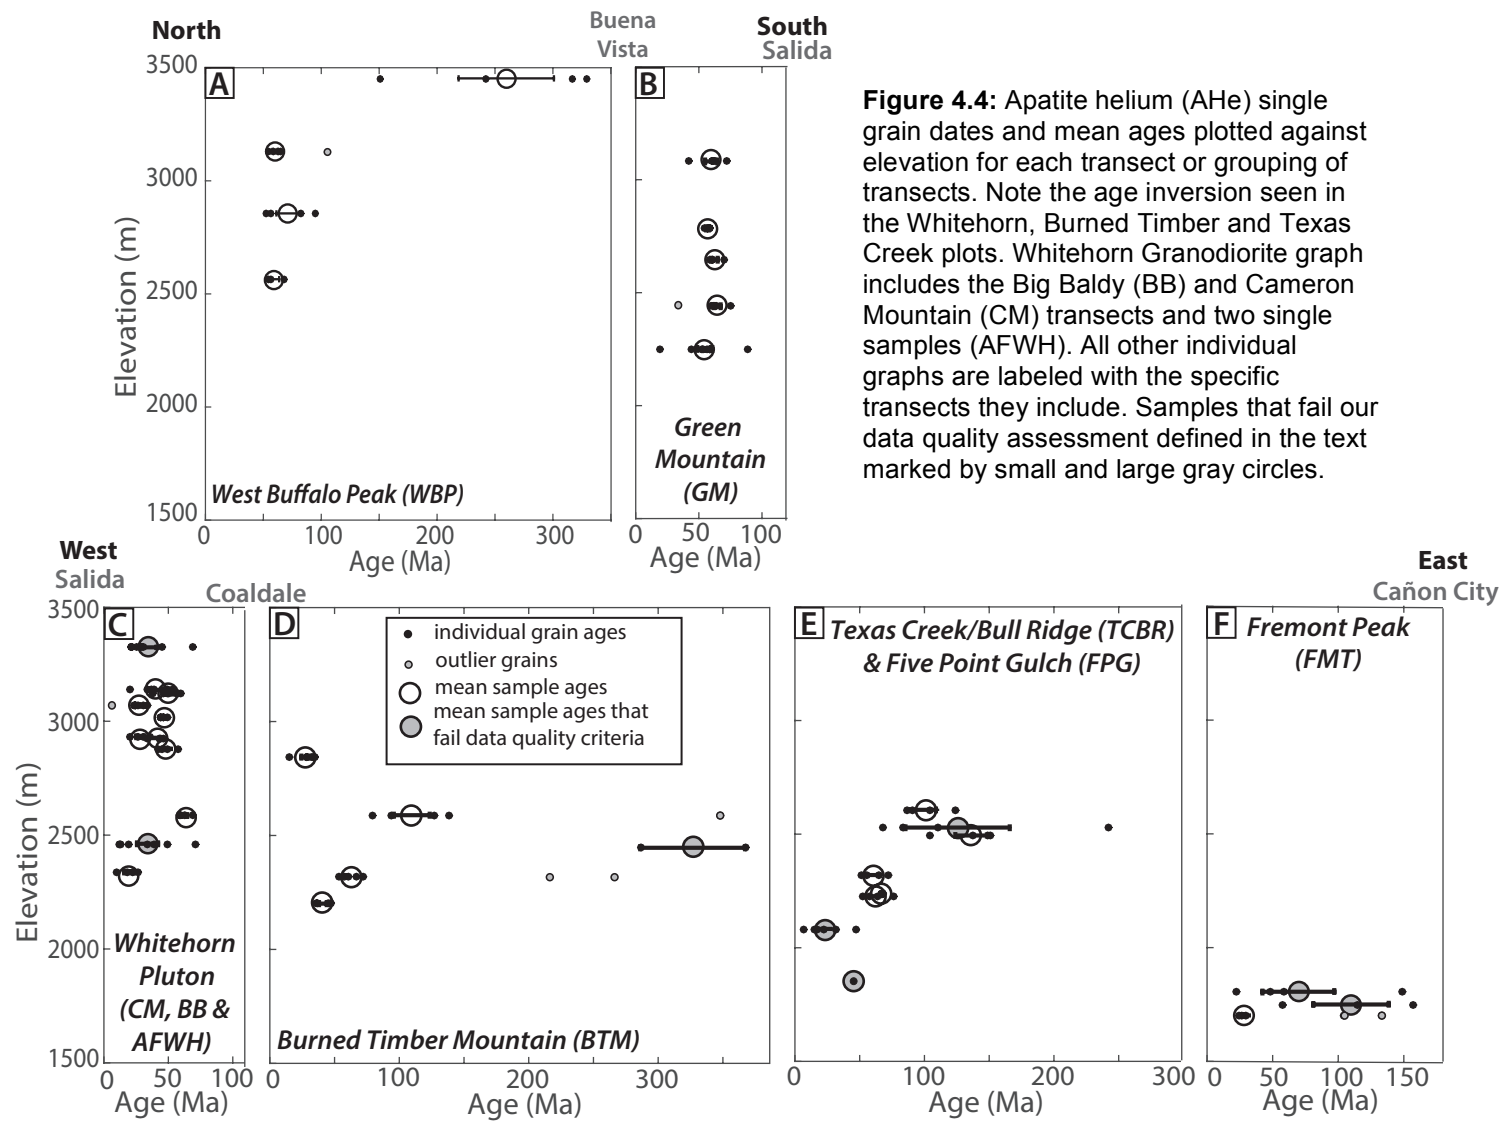 North
Buena
Vista
South
Salida
3500
3000
2500
2000
1500
Elevation (m)
A
West Buffalo Peak (WBP)
0
100
200
300
Age (Ma)
B
Green
Mountain
(GM)
0
50
100
Age (Ma)
Figure 4.4: Apatite helium (AHe) single
grain dates and mean ages plotted against
elevation for each transect or grouping of
transects. Note the age inversion seen in
the Whitehorn, Burned Timber and Texas
Creek plots. Whitehorn Granodiorite graph
includes the Big Baldy (BB) and Cameron
Mountain (CM) transects and two single
samples (AFWH). All other individual
graphs are labeled with the specific
transects they include. Samples that fail our
data quality assessment defined in the text
marked by small and large gray circles.
West
Salida
Coaldale
East
Cañon City
3500
3000
2500
2000
1500
Elevation (m)
C
Whitehorn
Pluton
(CM, BB &
AFWH)
0
50
100
Age (Ma)
D
individual grain ages
outlier grains
mean sample ages
mean sample ages that
fail data quality criteria
Burned Timber Mountain (BTM)
0
100
200
300
Age (Ma)
E
Texas Creek/Bull Ridge (TCBR)
& Five Point Gulch (FPG)
0
100
200
300
Age (Ma)
F
Fremont Peak
(FMT)
0
50
100
150
Age (Ma)